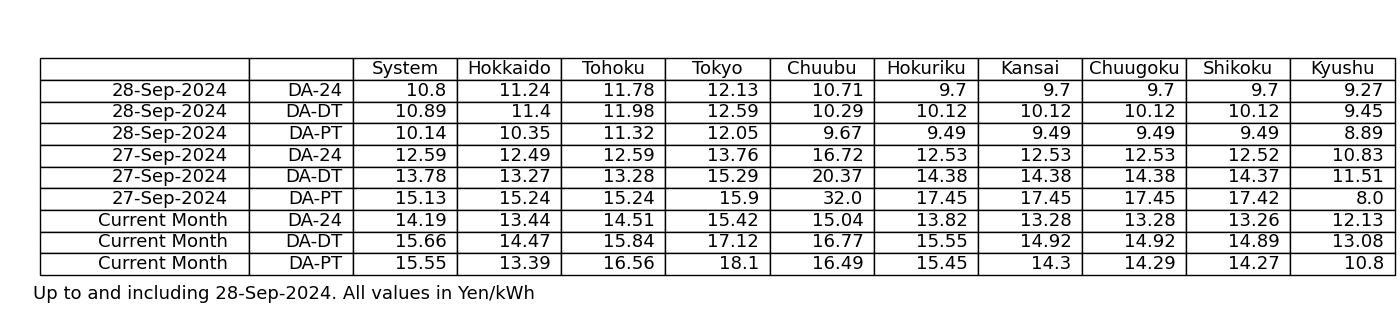 System Hokkaido Tohoku Tokyo Chuubu Hokuriku Kansai Chuugoku Shikoku Kyushu
28-Sep-2024 DA-24 10.8 11.24 11.78 12.13 10.71 9.7 9.7 9.7 9.7 9.27
28-Sep-2024 DA-DT 10.89 11.4 11.98 12.59 10.29 10.12 10.12 10.12 10.12 9.45
28-Sep-2024 DA-PT 10.14 10.35 11.32 12.05 9.67 9.49 9.49 9.49 9.49 8.89
27-Sep-2024 DA-24 12.59 12.49 12.59 13.76 16.72 12.53 12.53 12.53 12.52 10.83
27-Sep-2024 DA-DT 13.78 13.27 13.28 15.29 20.37 14.38 14.38 14.38 14.37 11.51
27-Sep-2024 DA-PT 15.13 15.24 15.24 15.9 32.0 17.45 17.45 17.45 17.42 8.0
Current Month DA-24 14.19 13.44 14.51 15.42 15.04 13.82 13.28 13.28 13.26 12.13
Current Month DA-DT 15.66 14.47 15.84 17.12 16.77 15.55 14.92 14.92 14.89 13.08
Current Month DA-PT 15.55 13.39 16.56 18.1 16.49 15.45 14.3 14.29 14.27 10.8
Up to and including 28-Sep-2024. All values in Yen/kWh